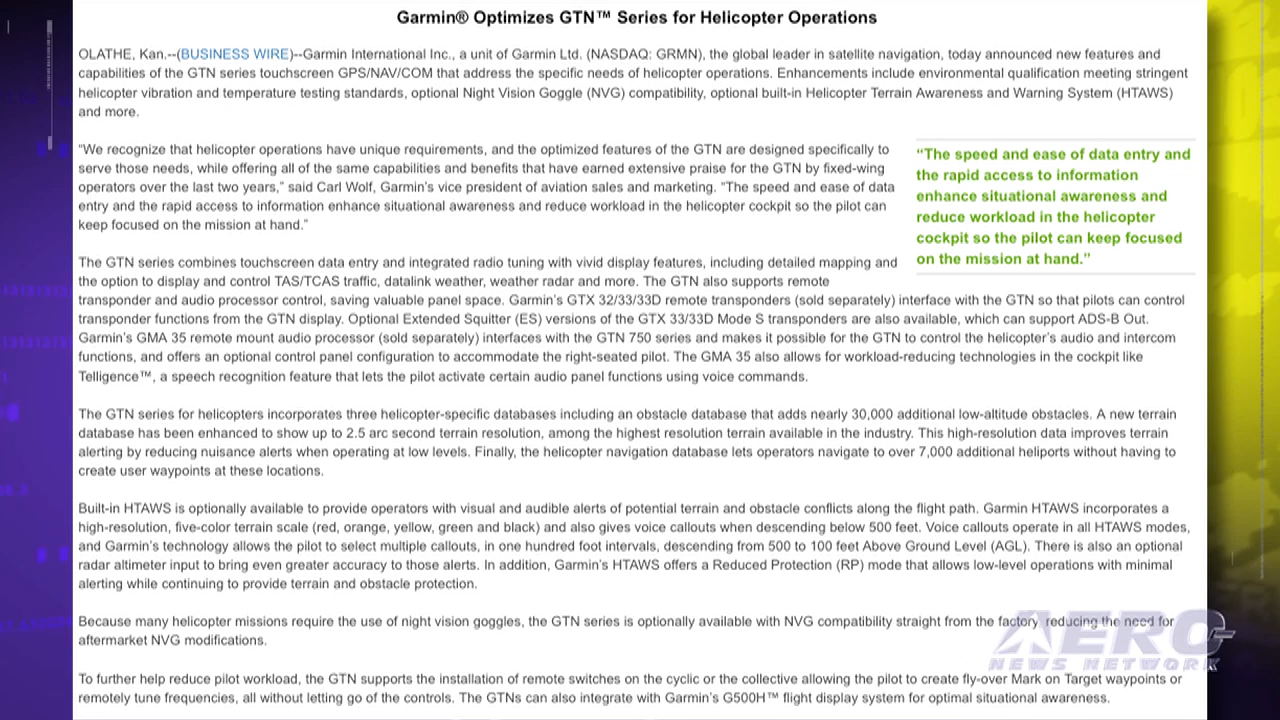 Garmin® Optimizes GTN™ Series for Helicopter Operations
OLATHE, Kan.--(BUSINESS WIRE)--Garmin International Inc., a unit of Garmin Ltd. (NASDAQ: GRMN), the global leader in satellite navigation, today announced new features and
capabilities of the GTN series touchscreen GPS/NAV/COM that address the specific needs of helicopter operations. Enhancements include environmental qualification meeting stringent
helicopter vibration and temperature testing standards, optional Night Vision Goggle (NVG) compatibility, optional built-in Helicopter Terrain Awareness and Warning System (HTAWS)
and more.
“We recognize that helicopter operations have unique requirements, and the optimized features of the GTN are designed specifically to
serve those needs, while offering all of the same capabilities and benefits that have earned extensive praise for the GTN by fixed-wing
operators over the last two years,” said Carl Wolf, Garmin’s vice president of aviation sales and marketing. “The speed and ease of data
entry and the rapid access to information enhance situational awareness and reduce workload in the helicopter cockpit so the pilot can
keep focused on the mission at hand.”
“The speed and ease of data entry and
the rapid access to information
enhance situational awareness and
reduce workload in the helicopter
cockpit so the pilot can keep focused
on the mission at hand.”
The GTN series combines touchscreen data entry and integrated radio tuning with vivid display features, including detailed mapping and
the option to display and control TAS/TCAS traffic, datalink weather, weather radar and more. The GTN also supports remote
transponder and audio processor control, saving valuable panel space. Garmin’s GTX 32/33/33D remote transponders (sold separately) interface with the GTN so that pilots can control
transponder functions from the GTN display. Optional Extended Squitter (ES) versions of the GTX 33/33D Mode S transponders are also available, which can support ADS-B Out.
Garmin’s GMA 35 remote mount audio processor (sold separately) interfaces with the GTN 750 series and makes it possible for the GTN to control the helicopter’s audio and intercom
functions, and offers an optional control panel configuration to accommodate the right-seated pilot. The GMA 35 also allows for workload-reducing technologies in the cockpit like
Telligence™, a speech recognition feature that lets the pilot activate certain audio panel functions using voice commands.
The GTN series for helicopters incorporates three helicopter-specific databases including an obstacle database that adds nearly 30,000 additional low-altitude obstacles. A new terrain
database has been enhanced to show up to 2.5 arc second terrain resolution, among the highest resolution terrain available in the industry. This high-resolution data improves terrain
alerting by reducing nuisance alerts when operating at low levels. Finally, the helicopter navigation database lets operators navigate to over 7,000 additional heliports without having to
create user waypoints at these locations.
Built-in HTAWS is optionally available to provide operators with visual and audible alerts of potential terrain and obstacle conflicts along the flight path. Garmin HTAWS incorporates a
high-resolution, five-color terrain scale (red, orange, yellow, green and black) and also gives voice callouts when descending below 500 feet. Voice callouts operate in all HTAWS modes,
and Garmin’s technology allows the pilot to select multiple callouts, in one hundred foot intervals, descending from 500 to 100 feet Above Ground Level (AGL). There is also an optional
radar altimeter input to bring even greater accuracy to those alerts. In addition, Garmin’s HTAWS offers a Reduced Protection (RP) mode that allows low-level operations with minimal
alerting while continuing to provide terrain and obstacle protection.
Because many helicopter missions require the use of night vision goggles, the GTN series is optionally available with NVG compatibility straight from the factory, reducing the need for
aftermarket NVG modifications.
AERO
NEWS NETWORK
To further help reduce pilot workload, the GTN supports the installation of remote switches on the cyclic or the collective allowing the pilot to create fly-over Mark on Target waypoints or
remotely tune frequencies, all without letting go of the controls. The GTNs can also integrate with Garmin’s G500H™ flight display system for optimal situational awareness.